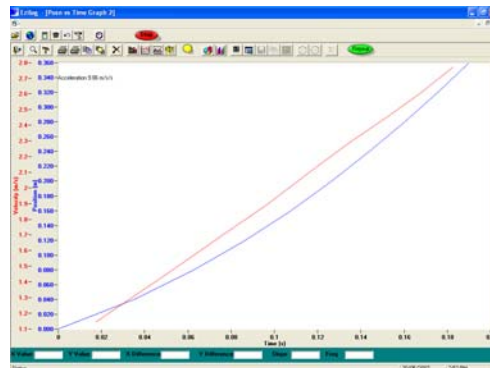 [Posn vs Time Graph 2]
Stop
Acceleration m/s/s
2.8 2.7 2.6 2.5 2.4 2.3 2.2 2.1 2 1.9 1.8 1.7 1.6 1.5 1.4 1.3 1.2 1.1
Velocity (m/s)
0.360 0.340 0.320 0.300 0.280 0.260 0.240 0.220 0.200 0.180 0.160 0.140 0.120 0.100 0.080 0.060 0.040 0.020 0.000
Position (m)
0 0.02 0.04 0.06 0.08 0.1 0.12 0.14 0.16 0.18
Time (s)
X Value Y Value X Difference Y Difference Slope Freq
Status